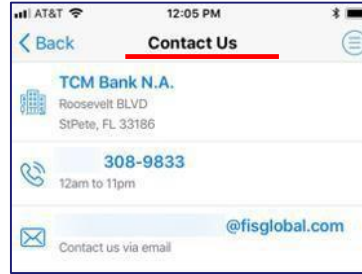 AT&T 12:05 PM
Back Contact Us
TCM Bank N.A.
Roosevelt BLVD
StPete, FL 33186
308-9833
12am to 11pm
@fisglobal.com
Contact us via email